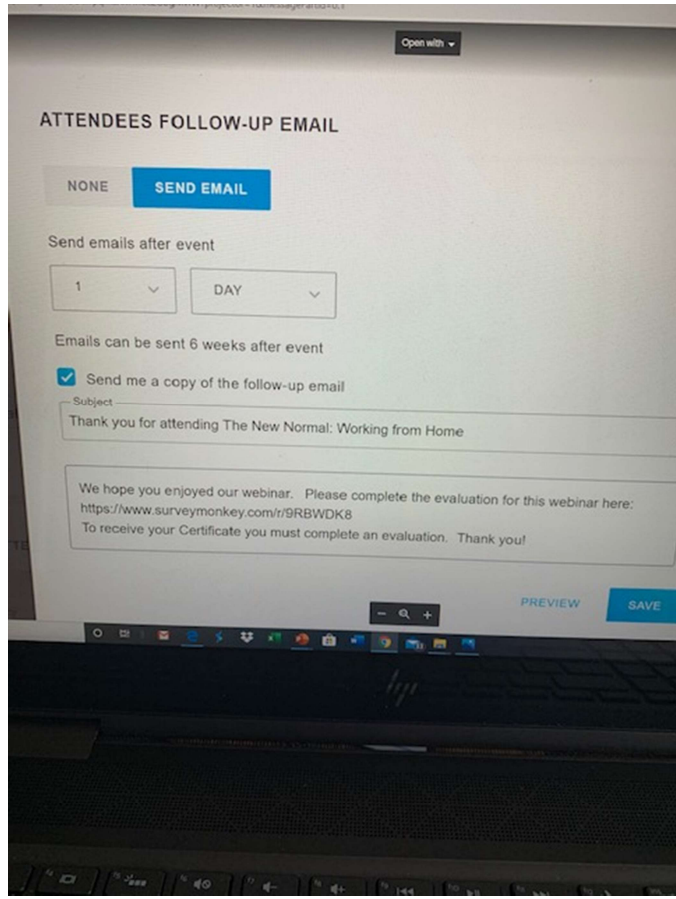 Open with
ATTENDEES FOLLOW-UP EMAIL
NONE
SEND EMAIL
Send emails after event
1
DAY
Emails can be sent 6 weeks after event
Send me a copy of the follow-up email
Subject
Thank you for attending The New Normal: Working from Home
We hope you enjoyed our webinar. Please complete the evaluation for this webinar here:
https://www.surveymonkey.com/r/9RBWDK8
To receive your Certificate you must complete an evaluation. Thank you!
PREVIEW
SAVE
hp